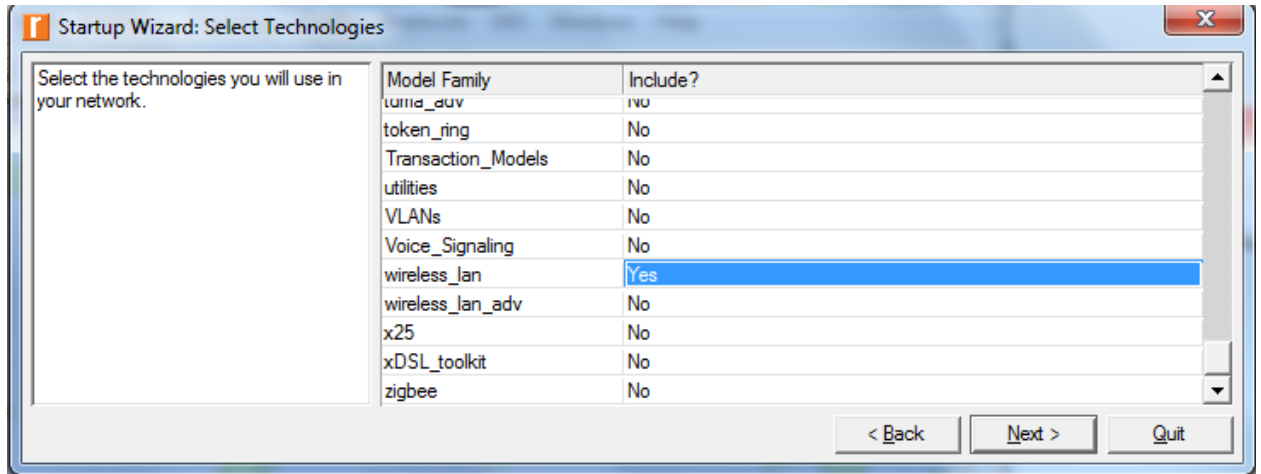 Startup Wizard: Select Technologies
Select the technologies you will use in
your network.
Model Family Include?
tdma_adv No
token_ring No
Transaction_Models No
utilities No
VLANs No
Voice_Signaling No
wireless_lan Yes
wireless_lan_adv No
x25 No
xDSL_toolkit No
zigbee No
< Back Next > Quit